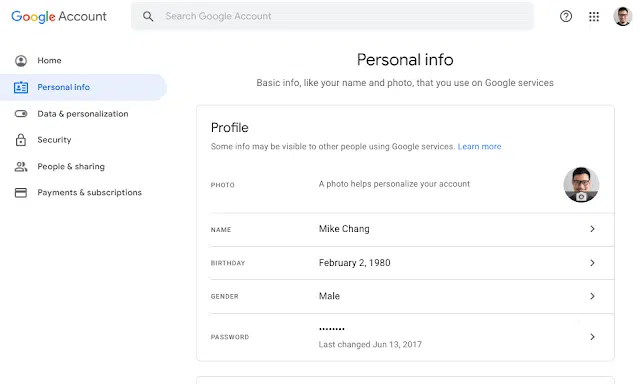 Google Account
Search Google Account
Home
Personal info
Data & personalization
Security
People & sharing
Payments & subscriptions
Personal info
Basic info, like your name and photo, that you use on Google services
Profile
Some info may be visible to other people using Google services. Learn more
PHOTO A photo helps personalize your account
NAME Mike Chang
BIRTHDAY February 2, 1980
GENDER Male
PASSWORD ••••••••
Last changed Jun 13, 2017